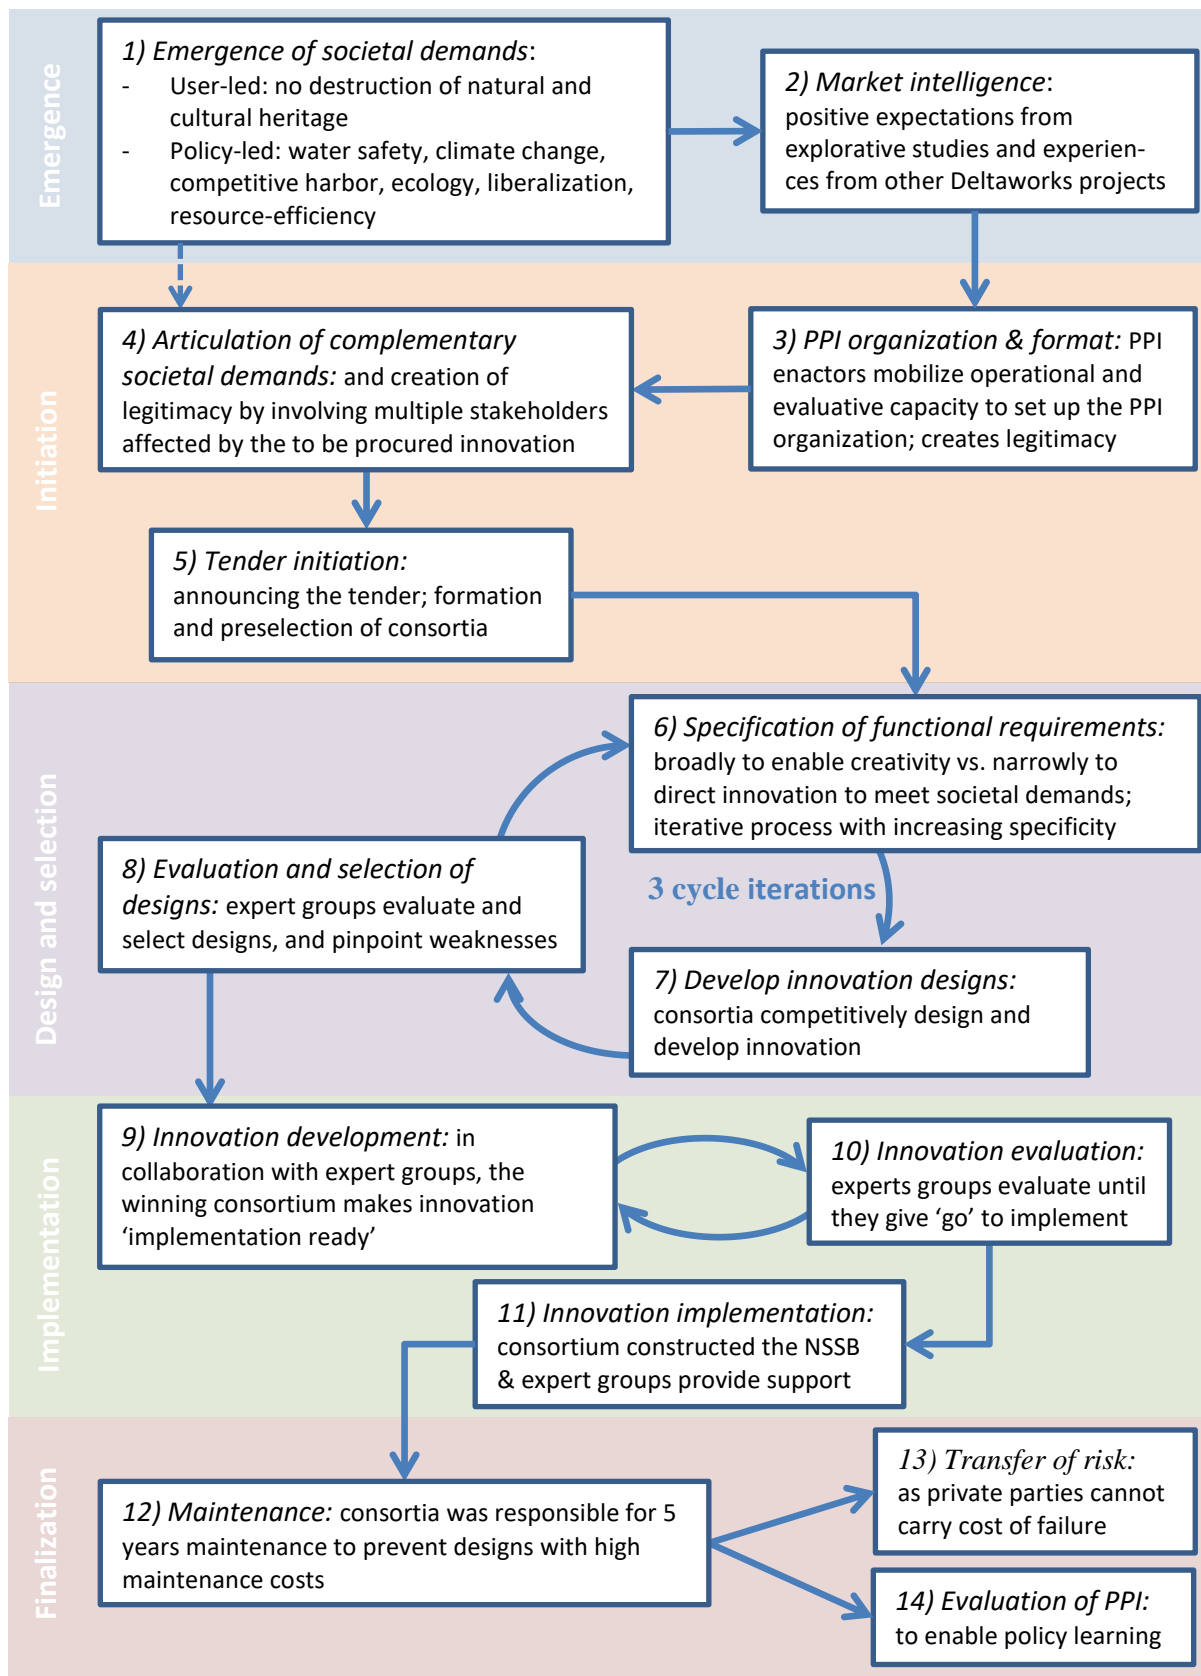 Emergence
1) Emergence of societal demands:
- User-led: no destruction of natural and
cultural heritage
- Policy-led: water safety, climate change,
competitive harbor, ecology, liberalization,
resource-efficiency
2) Market intelligence:
positive expectations from
explorative studies and experien-
ces from other Deltaworks projects
Initiation
3) PPI organization & format: PPI
enactors mobilize operational and
evaluative capacity to set up the PPI
organization; creates legitimacy
4) Articulation of complementary
societal demands: and creation of
legitimacy by involving multiple stakeholders
affected by the to be procured innovation
5) Tender initiation:
announcing the tender; formation
and preselection of consortia
Design and selection
6) Specification of functional requirements:
broadly to enable creativity vs. narrowly to
direct innovation to meet societal demands;
iterative process with increasing specificity
3 cycle iterations
7) Develop innovation designs:
consortia competitively design and
develop innovation
8) Evaluation and selection of
designs: expert groups evaluate and
select designs, and pinpoint weaknesses
Implementation
9) Innovation development: in
collaboration with expert groups, the
winning consortium makes innovation
‘implementation ready’
10) Innovation evaluation:
experts groups evaluate until
they give ‘go’ to implement
11) Innovation implementation:
consortium constructed the NSSB
& expert groups provide support
Finalization
12) Maintenance: consortia was responsible for 5
years maintenance to prevent designs with high
maintenance costs
13) Transfer of risk:
as private parties cannot
carry cost of failure
14) Evaluation of PPI:
to enable policy learning